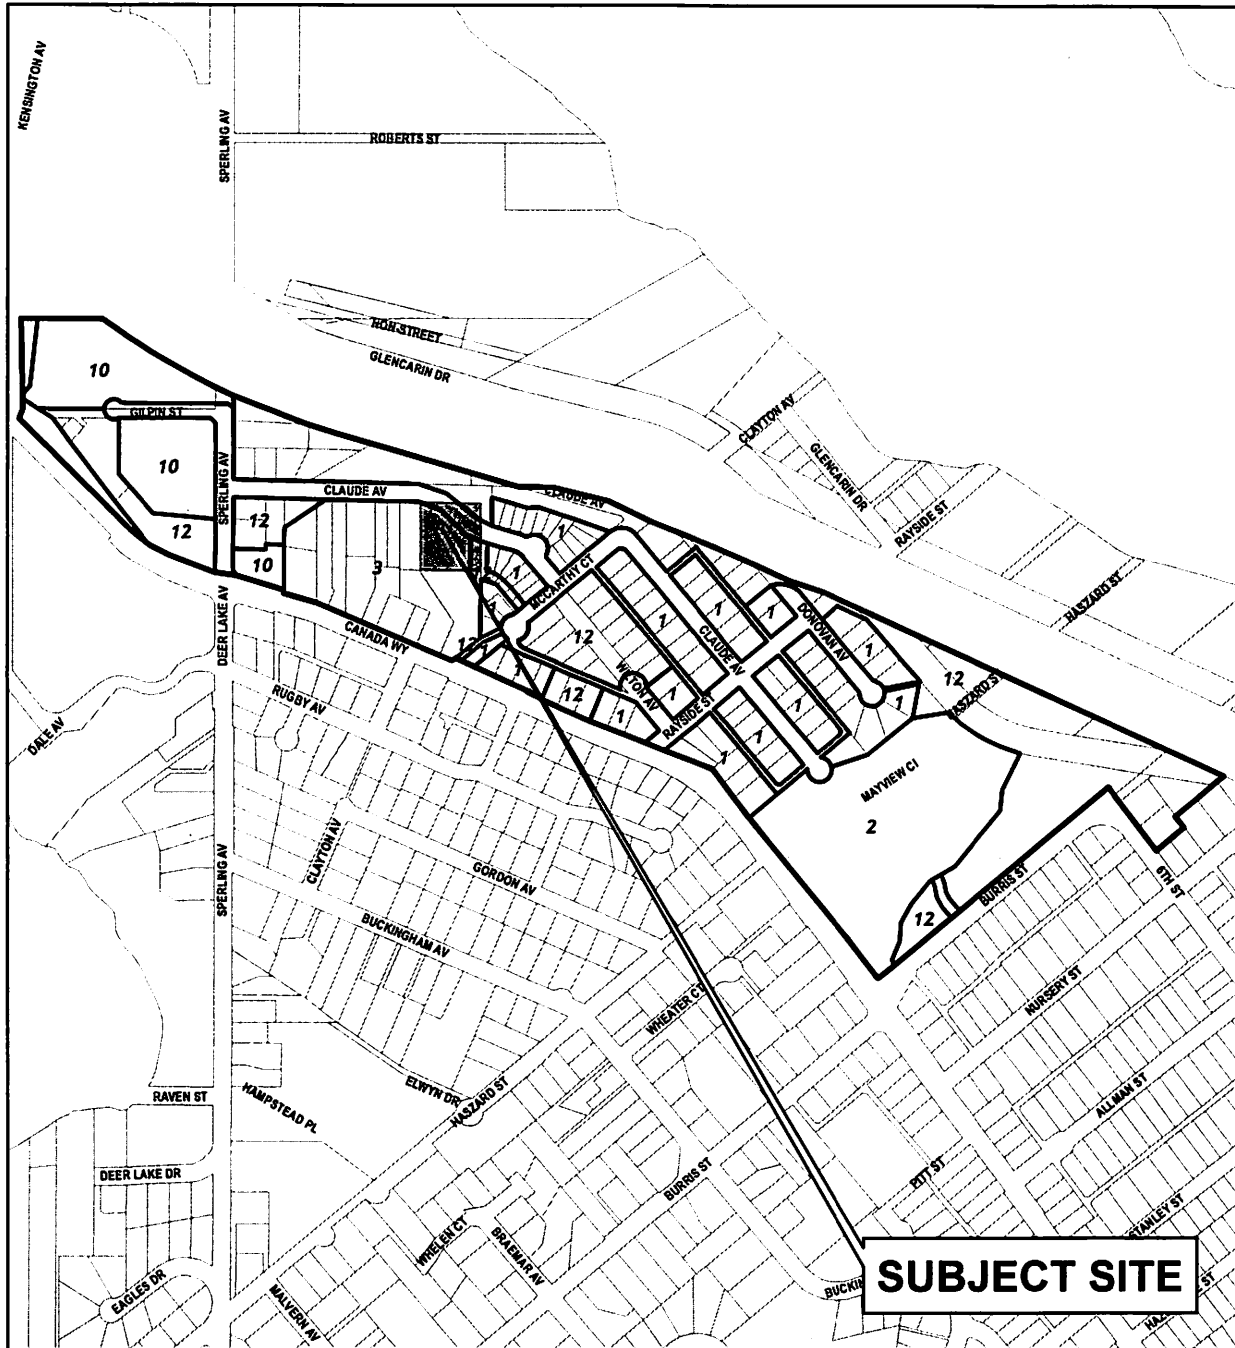 KENSINGTON AV
SPERLING AV
ROBERTS ST
NON-STREET
GLENCARIN DR
CLAYTON AV
GLENCARIN DR
RAYSIDE ST
HASZARD ST
10
GILPIN ST
10
SPERLING AV
12
12
10
CLAUDE AV
CLAUDE AV
3
1
1
1
MCCARTHY CT
12
1
1
1
CLAUDE AV
DONOVAN AV
1
12
HASZARD ST
1
12
1
1
12
1
WILTON AV
1
RAYSIDE ST
1
1
1
MAYVIEW CI
2
12
BURRIS ST
6TH ST
DEER LAKE AV
CANADA WY
RUGBY AV
DALE AV
CLAYTON AV
GORDON AV
SPERLING AV
BUCKINGHAM AV
WHEATER CT
NURSERY ST
ELWYN DR
HASZARD ST
RAVEN ST
HAMPSTEAD PL
ALLMAN ST
DEER LAKE DR
BURRIS ST
PITT ST
STANLEY ST
WHELEN CT
BRAEMAR AV
EAGLES DR
MALVERN AV
SUBJECT SITE